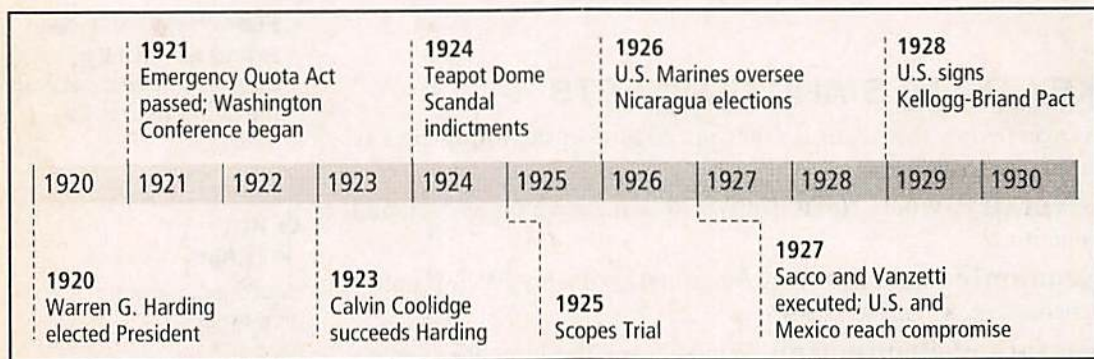 1921
Emergency Quota Act
passed; Washington
Conference began
1924
Teapot Dome
Scandal
indictments
1926
U.S. Marines oversee
Nicaragua elections
1928
U.S. signs
Kellogg-Briand Pact
1920 1921 1922 1923 1924 1925 1926 1927 1928 1929 1930
1920
Warren G. Harding
elected President
1923
Calvin Coolidge
succeeds Harding
1925
Scopes Trial
1927
Sacco and Vanzetti
executed; U.S. and
Mexico reach compromise